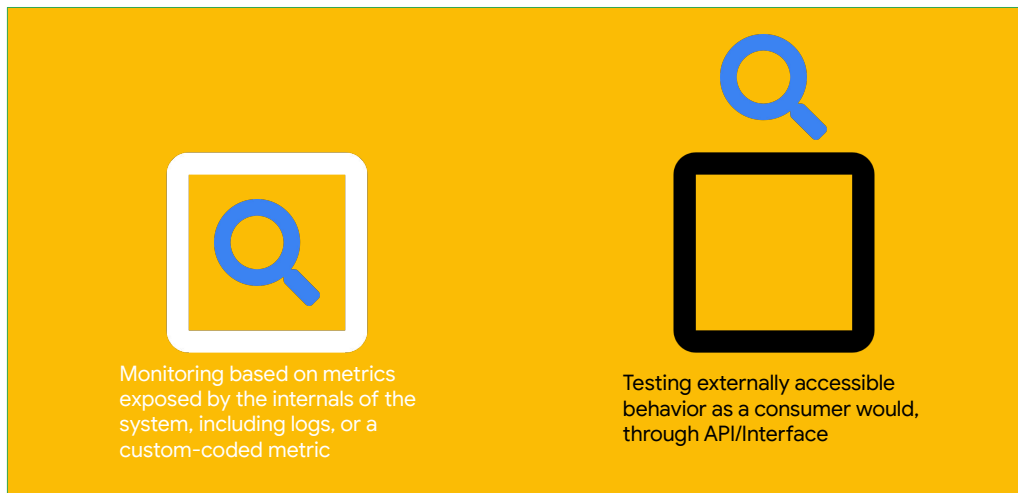 Monitoring based on metrics
exposed by the internals of the
system, including logs, or a
custom-coded metric
Testing externally accessible
behavior as a consumer would,
through API/Interface